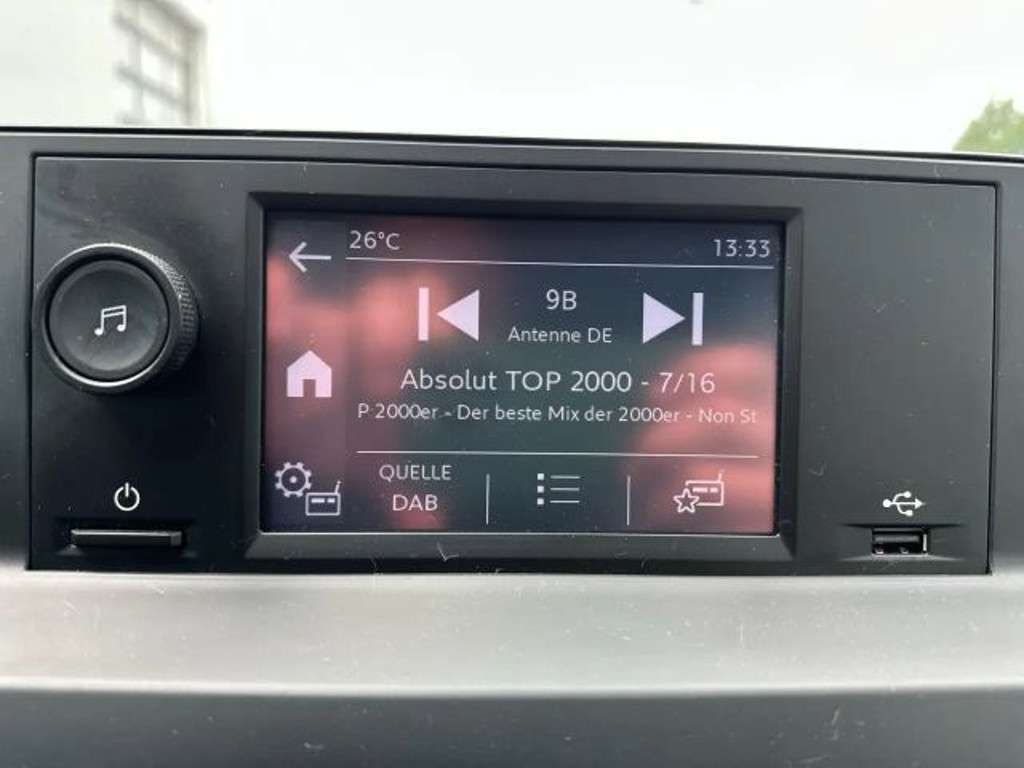 26°C
13:33
9B
Antenne DE
Absolut TOP 2000 - 7/16
P 2000er - Der beste Mix der 2000er - Non St
QUELLE
DAB